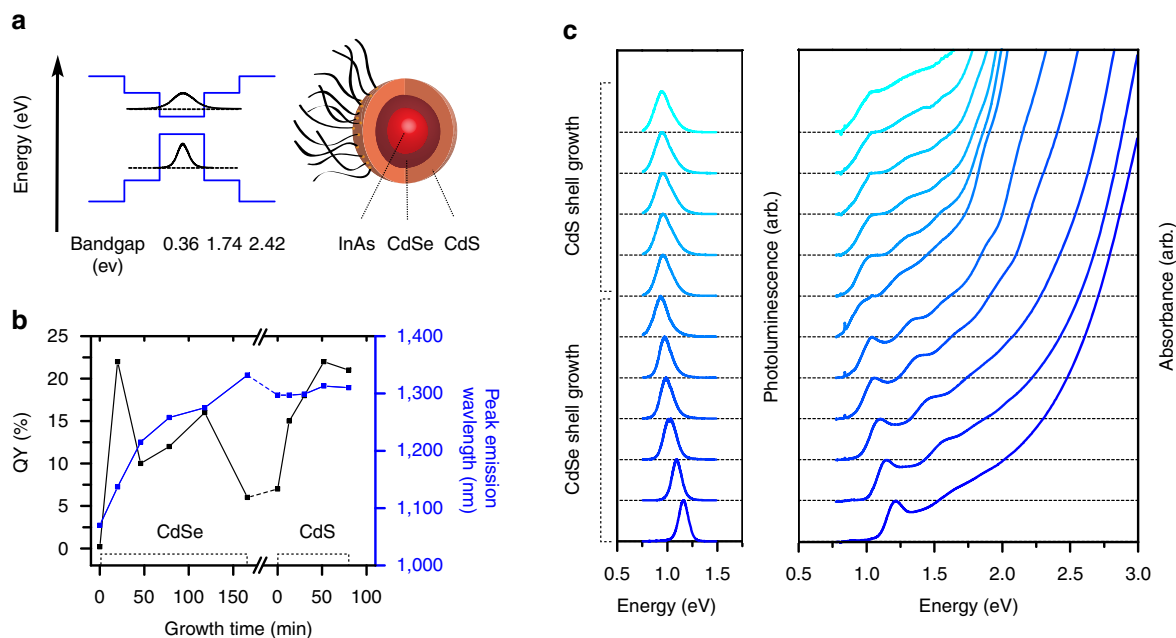 a
Energy (eV)
Bandgap 0.36 1.74 2.42
(ev)
InAs CdSe CdS
b
25
20
15
10
5
0
QY (%)
1,400
1,300
1,200
1,100
1,000
Peak emission
wavlength (nm)
CdSe
CdS
0 50 100 150 0 50 100
Growth time (min)
c
CdS shell growth
CdSe shell growth
0.5 1.0 1.5
Energy (eV)
Photoluminescence (arb.)
0.5 1.0 1.5 2.0 2.5 3.0
Energy (eV)
Absorbance (arb.)